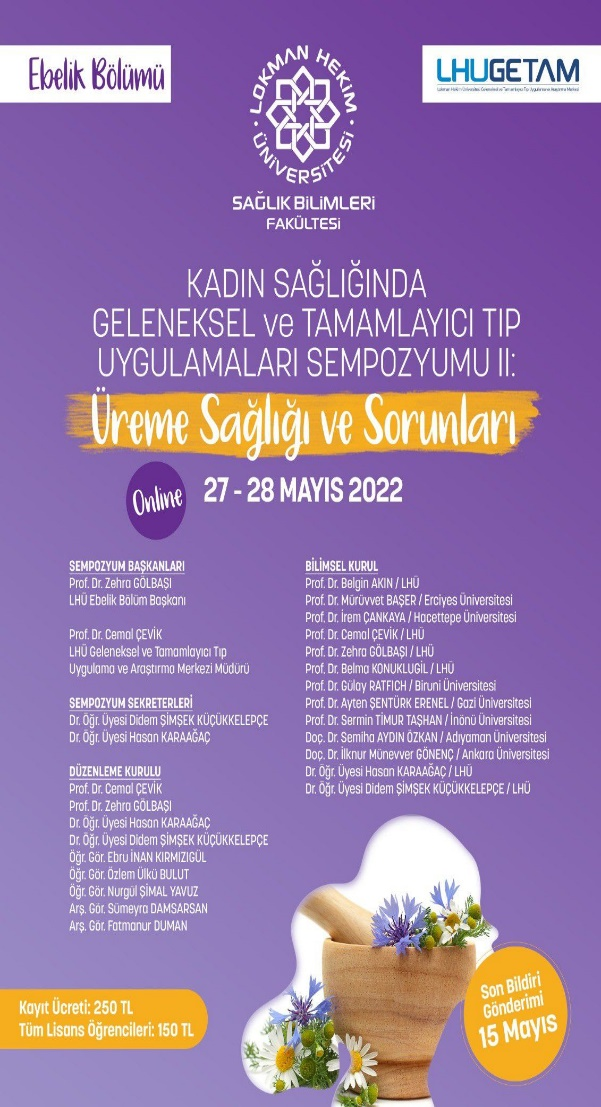 Ebelik Bölümü
LOKMAN HEKİM ÜNİVERSİTESİ
LHUGETAM
Lokman Hekim Üniversitesi Geleneksel ve Tamamlayıcı Tıp Uygulama ve Araştırma Merkezi
SAĞLIK BİLİMLERİ
FAKÜLTESİ
KADIN SAĞLIĞINDA
GELENEKSEL ve TAMAMLAYICI TIP
UYGULAMALARI SEMPOZYUMU II:
Üreme Sağlığı ve Sorunları
Online
27 - 28 MAYIS 2022
SEMPOZYUM BAŞKANLARI
Prof. Dr. Zehra GÖLBAŞI
LHÜ Ebelik Bölüm Başkanı
Prof. Dr. Cemal ÇEVİK
LHÜ Geleneksel ve Tamamlayıcı Tıp
Uygulama ve Araştırma Merkezi Müdürü
SEMPOZYUM SEKRETERLERİ
Dr. Öğr. Üyesi Didem ŞİMŞEK KÜÇÜKKELEPÇE
Dr. Öğr. Üyesi Hasan KARAAĞAÇ
DÜZENLEME KURULU
Prof. Dr. Cemal ÇEVİK
Prof. Dr. Zehra GÖLBAŞI
Dr. Öğr. Üyesi Hasan KARAAĞAÇ
Dr. Öğr. Üyesi Didem ŞİMŞEK KÜÇÜKKELEPÇE
Öğr. Gör. Ebru İNAN KIRMIZIGÜL
Öğr. Gör. Özlem Ülkü BULUT
Öğr. Gör. Nurgül ŞİMAL YAVUZ
Arş. Gör. Sümeyra DAMSARSAN
Arş. Gör. Fatmanur DUMAN
BİLİMSEL KURUL
Prof. Dr. Belgin AKIN / LHÜ
Prof. Dr. Mürüvvet BAŞER / Erciyes Üniversitesi
Prof. Dr. İrem ÇANKAYA / Hacettepe Üniversitesi
Prof. Dr. Cemal ÇEVİK / LHÜ
Prof. Dr. Zehra GÖLBAŞI / LHÜ
Prof. Dr. Belma KONUKLUGİL / LHÜ
Prof. Dr. Gülay RATFICH / Biruni Üniversitesi
Prof. Dr. Ayten ŞENTÜRK ERENEL / Gazi Üniversitesi
Prof. Dr. Sermin TİMUR TAŞHAN / İnönü Üniversitesi
Doç. Dr. Semiha AYDIN ÖZKAN / Adıyaman Üniversitesi
Doç. Dr. İlknur Münevver GÖNENÇ / Ankara Üniversitesi
Dr. Öğr. Üyesi Hasan KARAAĞAÇ / LHÜ
Dr. Öğr. Üyesi Didem ŞİMŞEK KÜÇÜKKELEPÇE / LHÜ
Kayıt Ücreti: 250 TL
Tüm Lisans Öğrencileri: 150 TL
Son Bildiri
Gönderimi
15 Mayıs